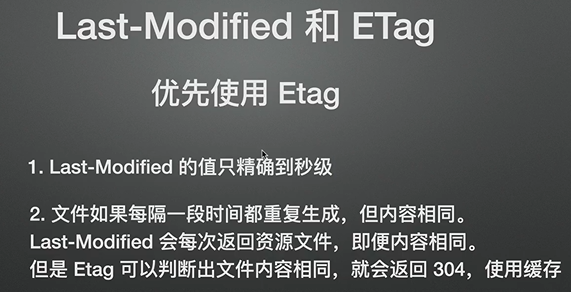 Last-Modified 和 ETag
优先使用 Etag
1. Last-Modified 的值只精确到秒级
2. 文件如果每隔一段时间都重复生成，但内容相同。
Last-Modified 会每次返回资源文件，即便内容相同。
但是 Etag 可以判断出文件内容相同，就会返回 304，使用缓存